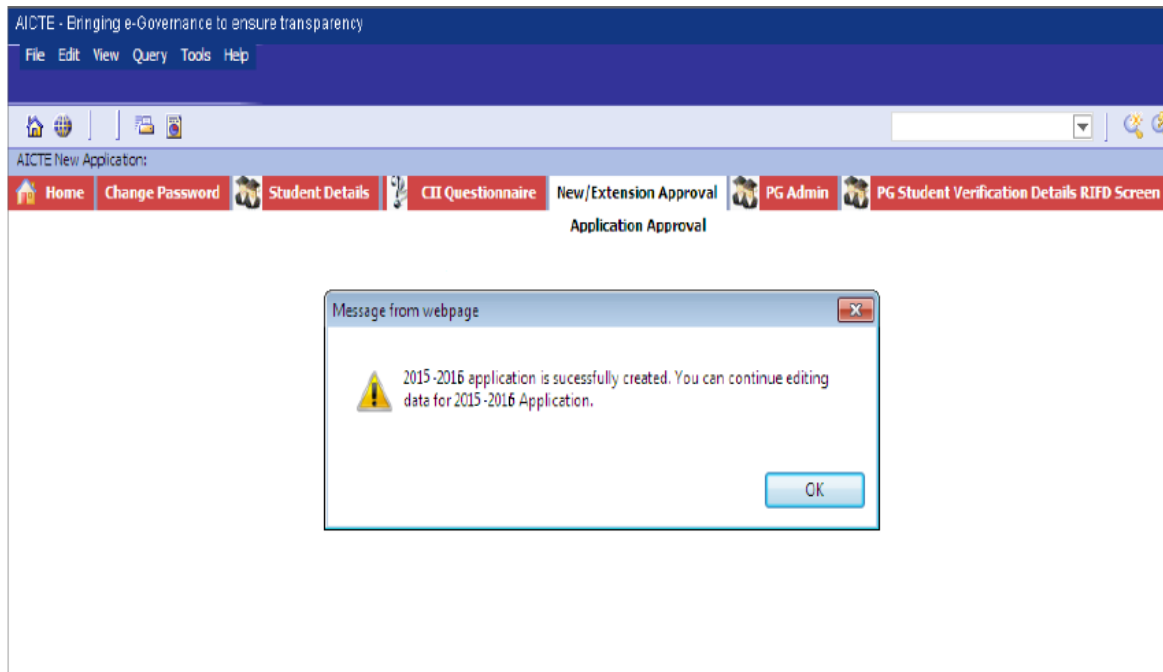 AICTE - Bringing e-Governance to ensure transparency
File Edit View Query Tools Help
AICTE New Application:
Home Change Password Student Details CII Questionnaire New/Extension Approval PG Admin PG Student Verification Details RIFD Screen
Application Approval
Message from webpage
2015-2016 application is sucessfully created. You can continue editing
data for 2015-2016 Application.
OK